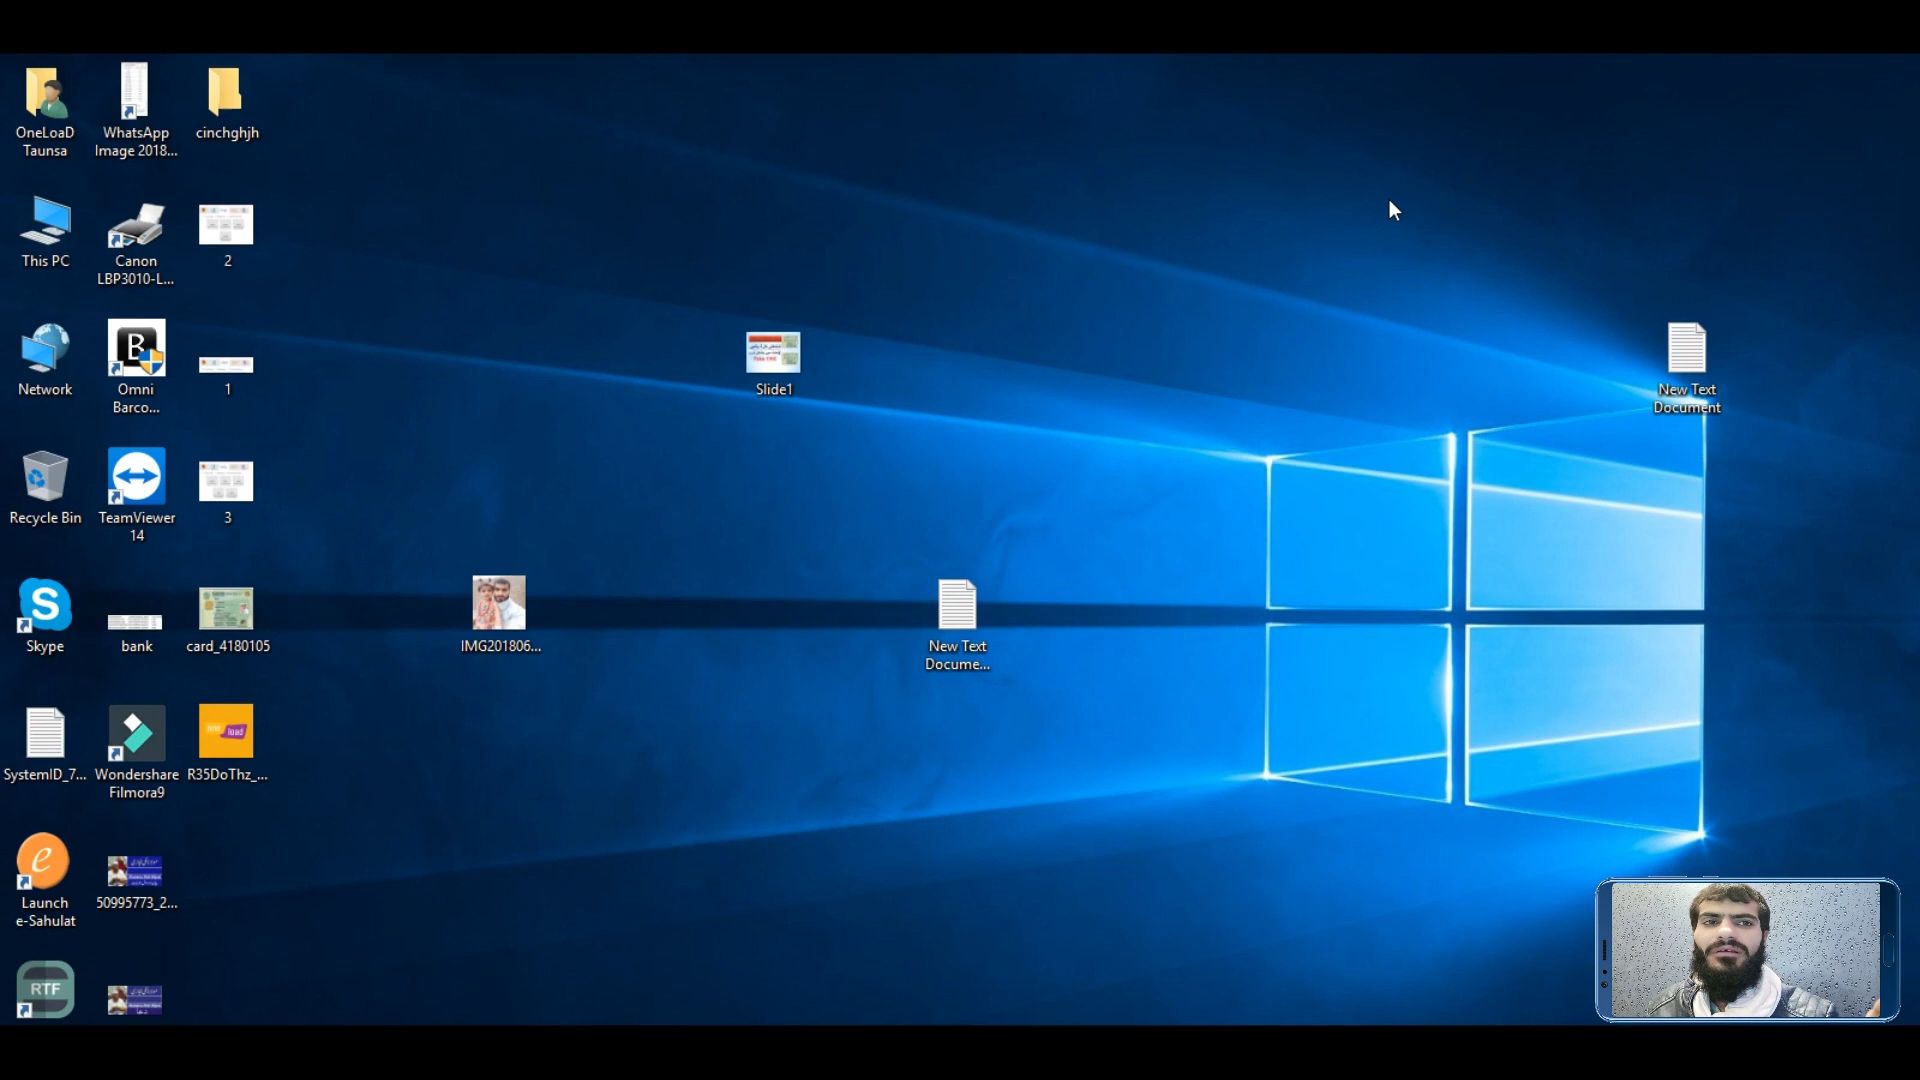 OneLoaD
Taunsa
WhatsApp
Image 2018...
cinchghjh
This PC
Canon
LBP3010-L...
2
Network
B
Omni
Barco...
1
Slide1
New Text
Document
Recycle Bin
TeamViewer
14
3
S
Skype
bank
card_4180105
IMG201806...
New Text
Docume...
SystemID_7...
Wondershare
Filmora9
load
R35DoThz_...
e
Launch
e-Sahulat
50995773_2...
RTF